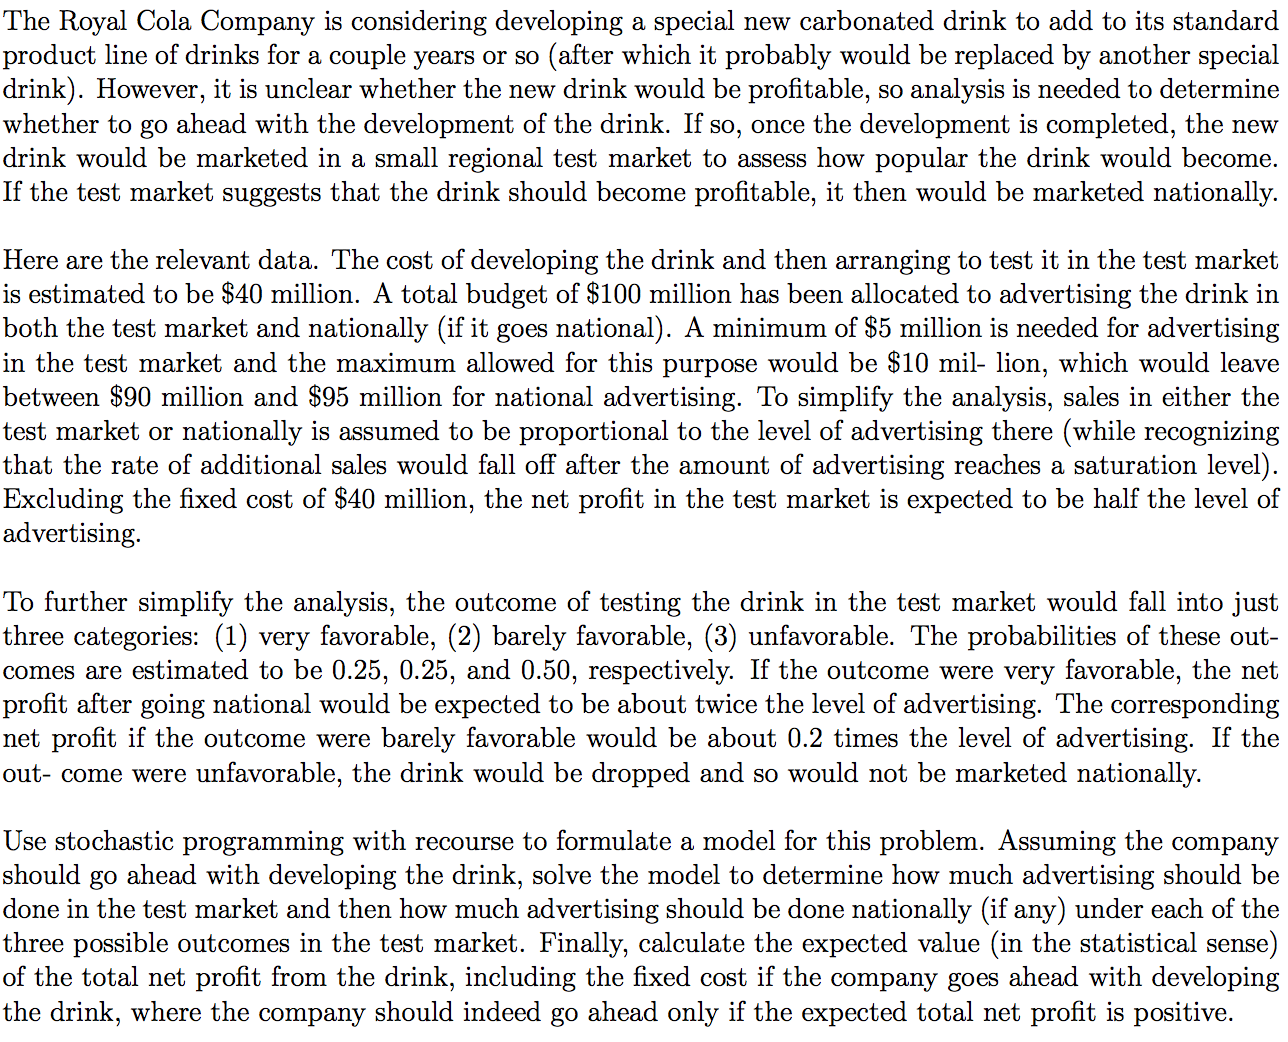 The Royal Cola Company is considering developing a special new carbonated drink to add to its standard
product line of drinks for a couple years or so (after which it probably would be replaced by another special
drink). However, it is unclear whether the new drink would be profitable, so analysis is needed to determine
whether to go ahead with the development of the drink. If so, once the development is completed, the new
drink would be marketed in a small regional test market to assess how popular the drink would become.
If the test market suggests that the drink should become profitable, it then would be marketed nationally.
Here are the relevant data. The cost of developing the drink and then arranging to test it in the test market
is estimated to be $40 million. A total budget of $100 million has been allocated to advertising the drink in
both the test market and nationally (if it goes national). A minimum of $5 million is needed for advertising
in the test market and the maximum allowed for this purpose would be $10 mil- lion, which would leave
between $90 million and $95 million for national advertising. To simplify the analysis, sales in either the
test market or nationally is assumed to be proportional to the level of advertising there (while recognizing
that the rate of additional sales would fall off after the amount of advertising reaches a saturation level).
Excluding the fixed cost of $40 million, the net profit in the test market is expected to be half the level of
advertising.
To further simplify the analysis, the outcome of testing the drink in the test market would fall into just
three categories: (1) very favorable, (2) barely favorable, (3) unfavorable. The probabilities of these out-
comes are estimated to be 0.25, 0.25, and 0.50, respectively. If the outcome were very favorable, the net
profit after going national would be expected to be about twice the level of advertising. The corresponding
net profit if the outcome were barely favorable would be about 0.2 times the level of advertising. If the
out- come were unfavorable, the drink would be dropped and so would not be marketed nationally.
Use stochastic programming with recourse to formulate a model for this problem. Assuming the company
should go ahead with developing the drink, solve the model to determine how much advertising should be
done in the test market and then how much advertising should be done nationally (if any) under each of the
three possible outcomes in the test market. Finally, calculate the expected value (in the statistical sense)
of the total net profit from the drink, including the fixed cost if the company goes ahead with developing
the drink, where the company should indeed go ahead only if the expected total net profit is positive.